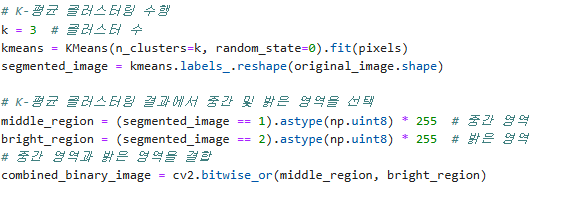 # K-평균 클러스터링 수행
k = 3  # 클러스터 수
kmeans = KMeans(n_clusters=k, random_state=0).fit(pixels)
segmented_image = kmeans.labels_.reshape(original_image.shape)

# K-평균 클러스터링 결과에서 중간 및 밝은 영역을 선택
middle_region = (segmented_image == 1).astype(np.uint8) * 255  # 중간 영역
bright_region = (segmented_image == 2).astype(np.uint8) * 255  # 밝은 영역
# 중간 영역과 밝은 영역을 결합
combined_binary_image = cv2.bitwise_or(middle_region, bright_region)